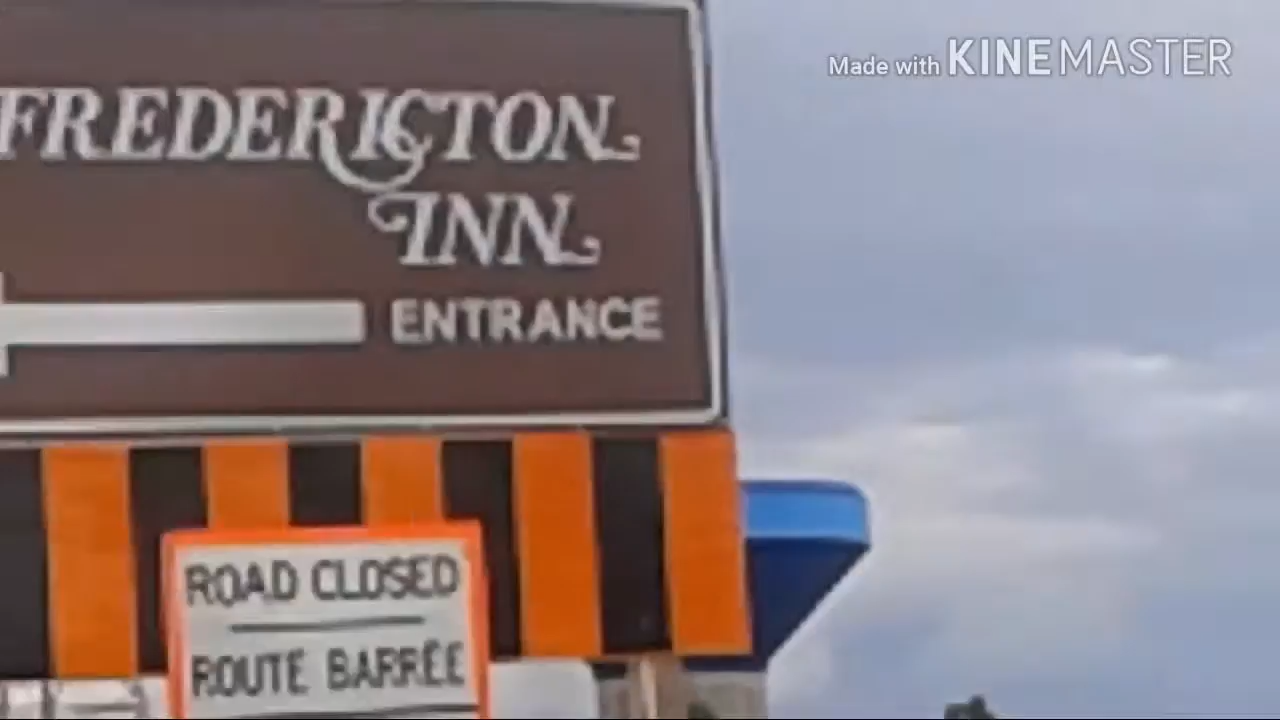 Made with KINEMASTER
FREDERICTON
INN
ENTRANCE
ROAD CLOSED
ROUTE BARRÉE